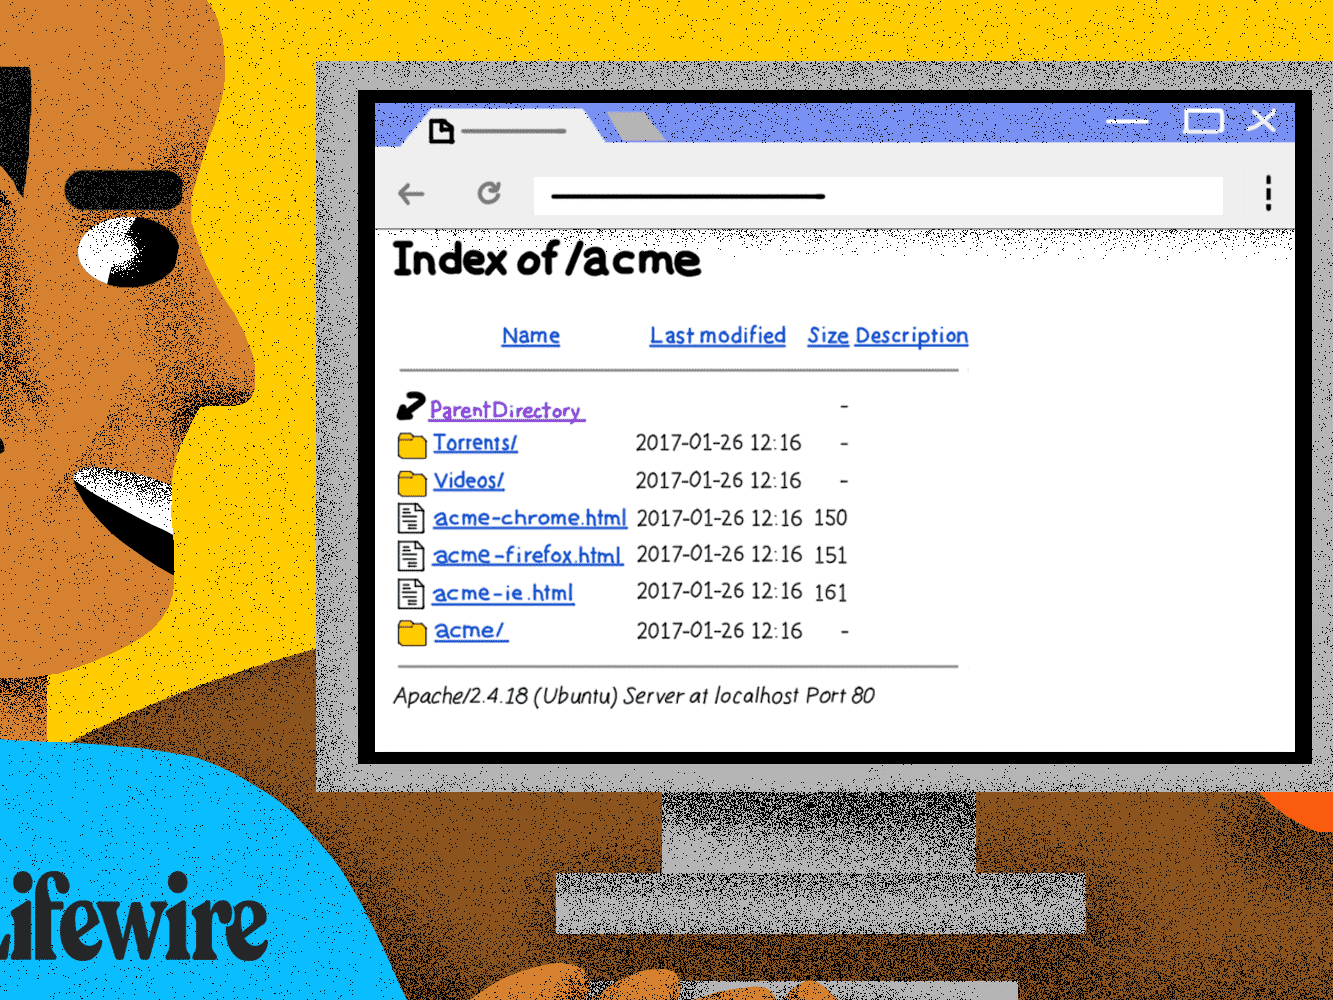 Index of /acme
Name Last modified Size Description
ParentDirectory -
Torrents/ 2017-01-26 12:16 -
Videos/ 2017-01-26 12:16 -
acme-chrome.html 2017-01-26 12:16 150
acme-firefox.html 2017-01-26 12:16 151
acme-ie.html 2017-01-26 12:16 161
acme/ 2017-01-26 12:16 -
Apache/2.4.18 (Ubuntu) Server at localhost Port 80
Lifewire